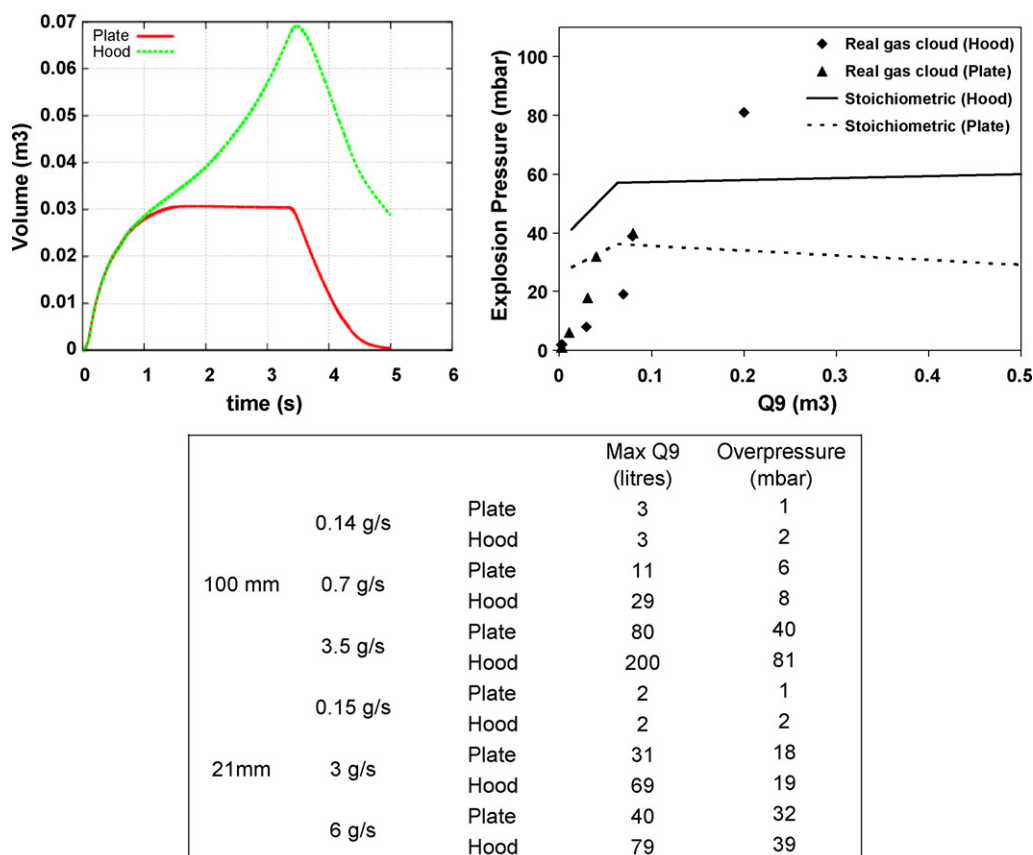 0.07
0.06
0.05
0.04
0.03
0.02
0.01
0
Volume (m3)
Plate
Hood
0 1 2 3 4 5 6
time (s)
100
80
60
40
20
0
Explosion Pressure (mbar)
Real gas cloud (Hood)
Real gas cloud (Plate)
Stoichiometric (Hood)
Stoichiometric (Plate)
0 0.1 0.2 0.3 0.4 0.5
Q9 (m3)
Max Q9 Overpressure
(litres) (mbar)
100 mm
0.14 g/s
Plate 3 1
Hood 3 2
0.7 g/s
Plate 11 6
Hood 29 8
3.5 g/s
Plate 80 40
Hood 200 81
21mm
0.15 g/s
Plate 2 1
Hood 2 2
3 g/s
Plate 31 18
Hood 69 19
6 g/s
Plate 40 32
Hood 79 39